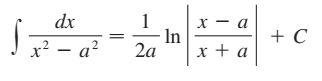 ∫ dx / (x² − a²) = 1/(2a) ln |(x − a)/(x + a)| + C